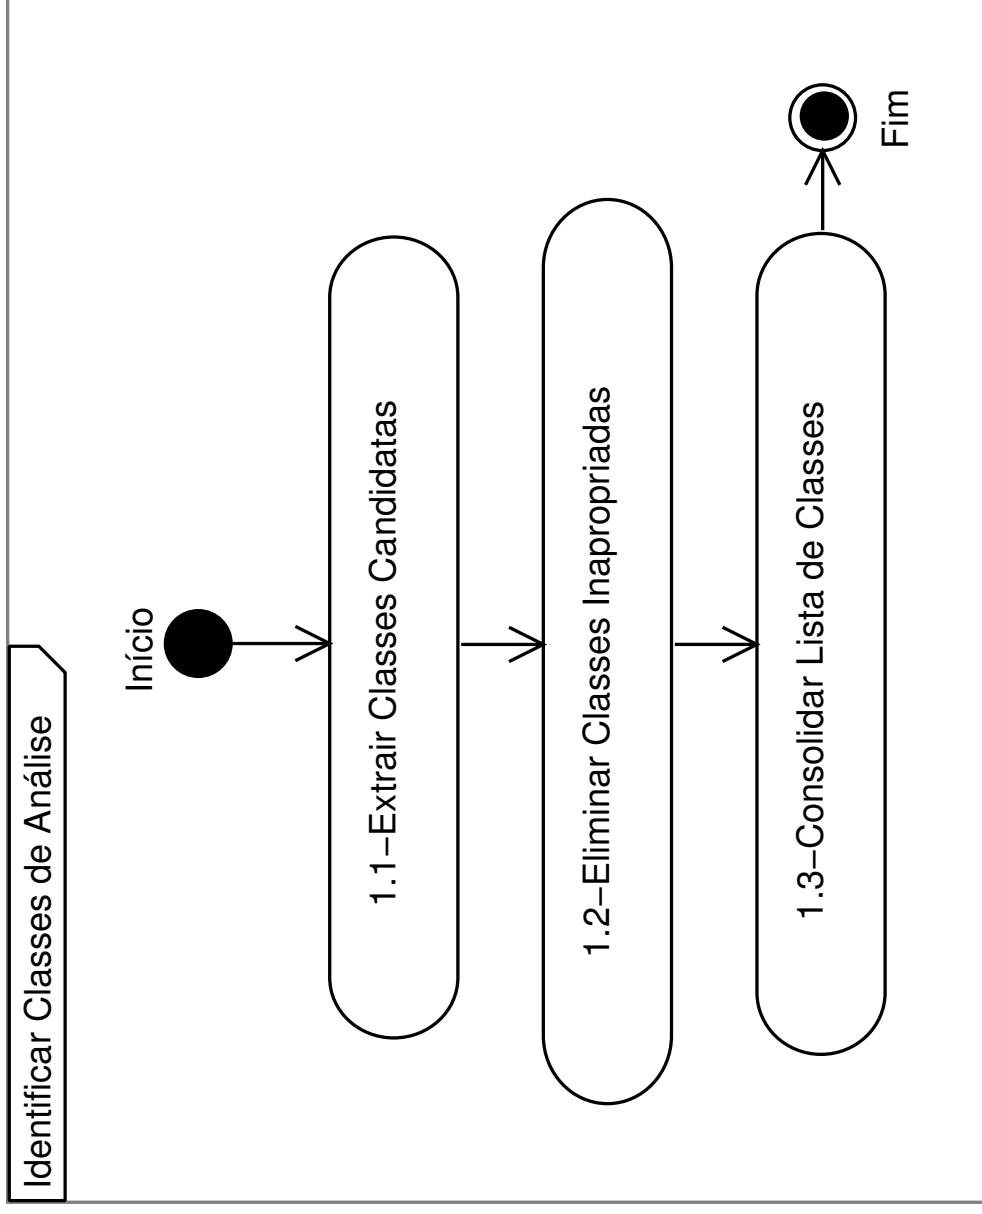 Identificar Classes de Análise
Início
1.1–Extrair Classes Candidatas
1.2–Eliminar Classes Inapropriadas
1.3–Consolidar Lista de Classes
Fim